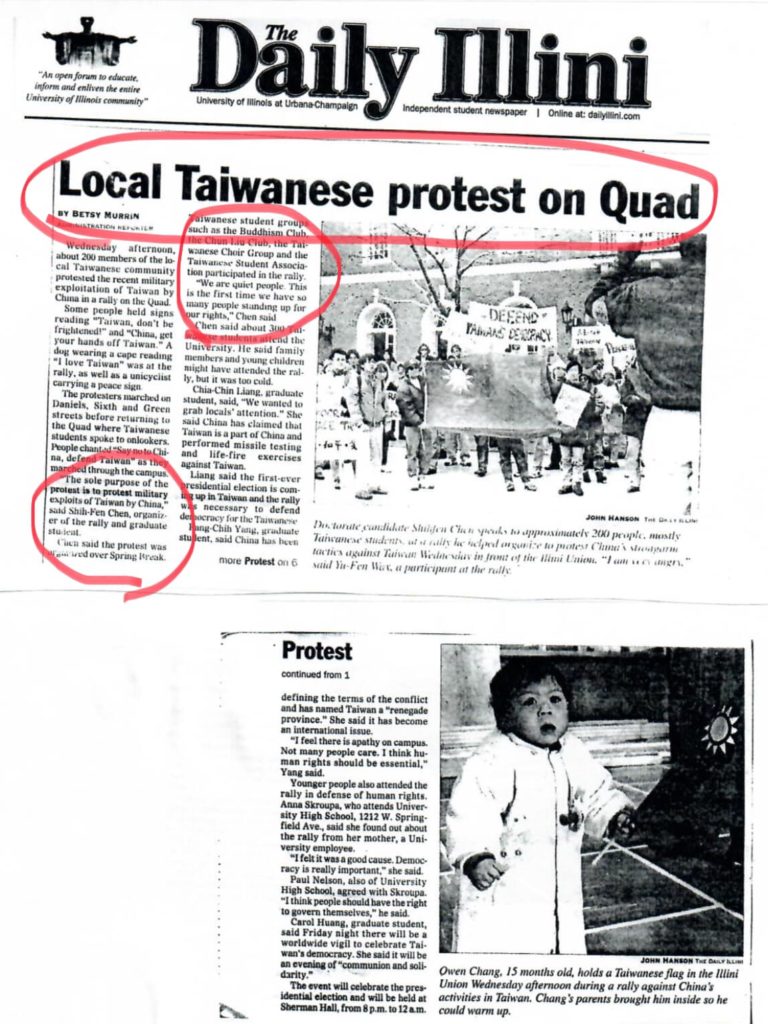 "An open forum to educate,
inform and enliven the entire
University of Illinois community"
The
Daily Illini
University of Illinois at Urbana-Champaign
Independent student newspaper | Online at: dailyillini.com
Local Taiwanese protest on Quad
BY BETSY MURRIN
ADMINISTRATION REPORTER
Wednesday afternoon,
about 200 members of the lo-
cal Taiwanese community
protested the recent military
exploitation of Taiwan by
China in a rally on the Quad.
Some people held signs
reading "Taiwan, don't be
frightened!" and "China, get
your hands off Taiwan." A
dog wearing a cape reading
"I love Taiwan" was at the
rally, as well as a unicyclist
carrying a peace sign.
The protesters marched on
Daniels, Sixth and Green
streets before returning to
the Quad where Taiwanese
students spoke to onlookers.
People chanted "Say no to Chi-
na, defend Taiwan" as they
marched through the campus.
"The sole purpose of the
protest is to protest military
exploits of Taiwan by China,"
said Shih-Fen Chen, organiz-
er of the rally and graduate
student.
Chen said the protest was
organized over Spring Break.
Taiwanese student groups
such as the Buddhism Club,
the Chun Liu Club, the Tai-
wanese Choir Group and the
Taiwanese Student Associa-
tion participated in the rally.
"We are quiet people. This
is the first time we have so
many people standing up for
our rights," Chen said
Chen said about 300 Tai-
wanese students attend the
University. He said family
members and young children
might have attended the ral-
ly, but it was too cold.
Chia-Chin Liang, graduate
student, said, "We wanted to
grab locals' attention." She
said China has claimed that
Taiwan is a part of China and
performed missile testing
and life-fire exercises
against Taiwan.
Liang said the first-ever
presidential election is com-
ing up in Taiwan and the rally
was necessary to defend
democracy for the Taiwanese
Pang-Chih Yang, graduate
student, said China has been
more Protest on 6
DEFEND
TAIWAN'S DEMOCRACY
JOHN HANSON THE DAILY ILLINI
Doctorate candidate Shihfen Chen speaks to approximately 200 people, mostly
Taiwanese students, at a rally he helped organize to protest China's strongarm
tactics against Taiwan Wednesday in front of the Illini Union. "I am very angry,"
said Yu-Fen Wax, a participant at the rally.
Protest
continued from 1
defining the terms of the conflict
and has named Taiwan a "renegade
province." She said it has become
an international issue.
"I feel there is apathy on campus.
Not many people care. I think hu-
man rights should be essential,"
Yang said.
Younger people also attended the
rally in defense of human rights.
Anna Skroupa, who attends Univer-
sity High School, 1212 W. Spring-
field Ave., said she found out about
the rally from her mother, a Uni-
versity employee.
"I felt it was a good cause. Democ-
racy is really important," she said.
Paul Nelson, also of University
High School, agreed with Skroupa.
"I think people should have the right
to govern themselves," he said.
Carol Huang, graduate student,
said Friday night there will be a
worldwide vigil to celebrate Tai-
wan's democracy. She said it will be
an evening of "communion and soli-
darity."
The event will celebrate the pres-
idential election and will be held at
Sherman Hall, from 8 p.m. to 12 a.m.
JOHN HANSON THE DAILY ILLINI
Owen Chang, 15 months old, holds a Taiwanese flag in the Illini
Union Wednesday afternoon during a rally against China's
activities in Taiwan. Chang's parents brought him inside so he
could warm up.